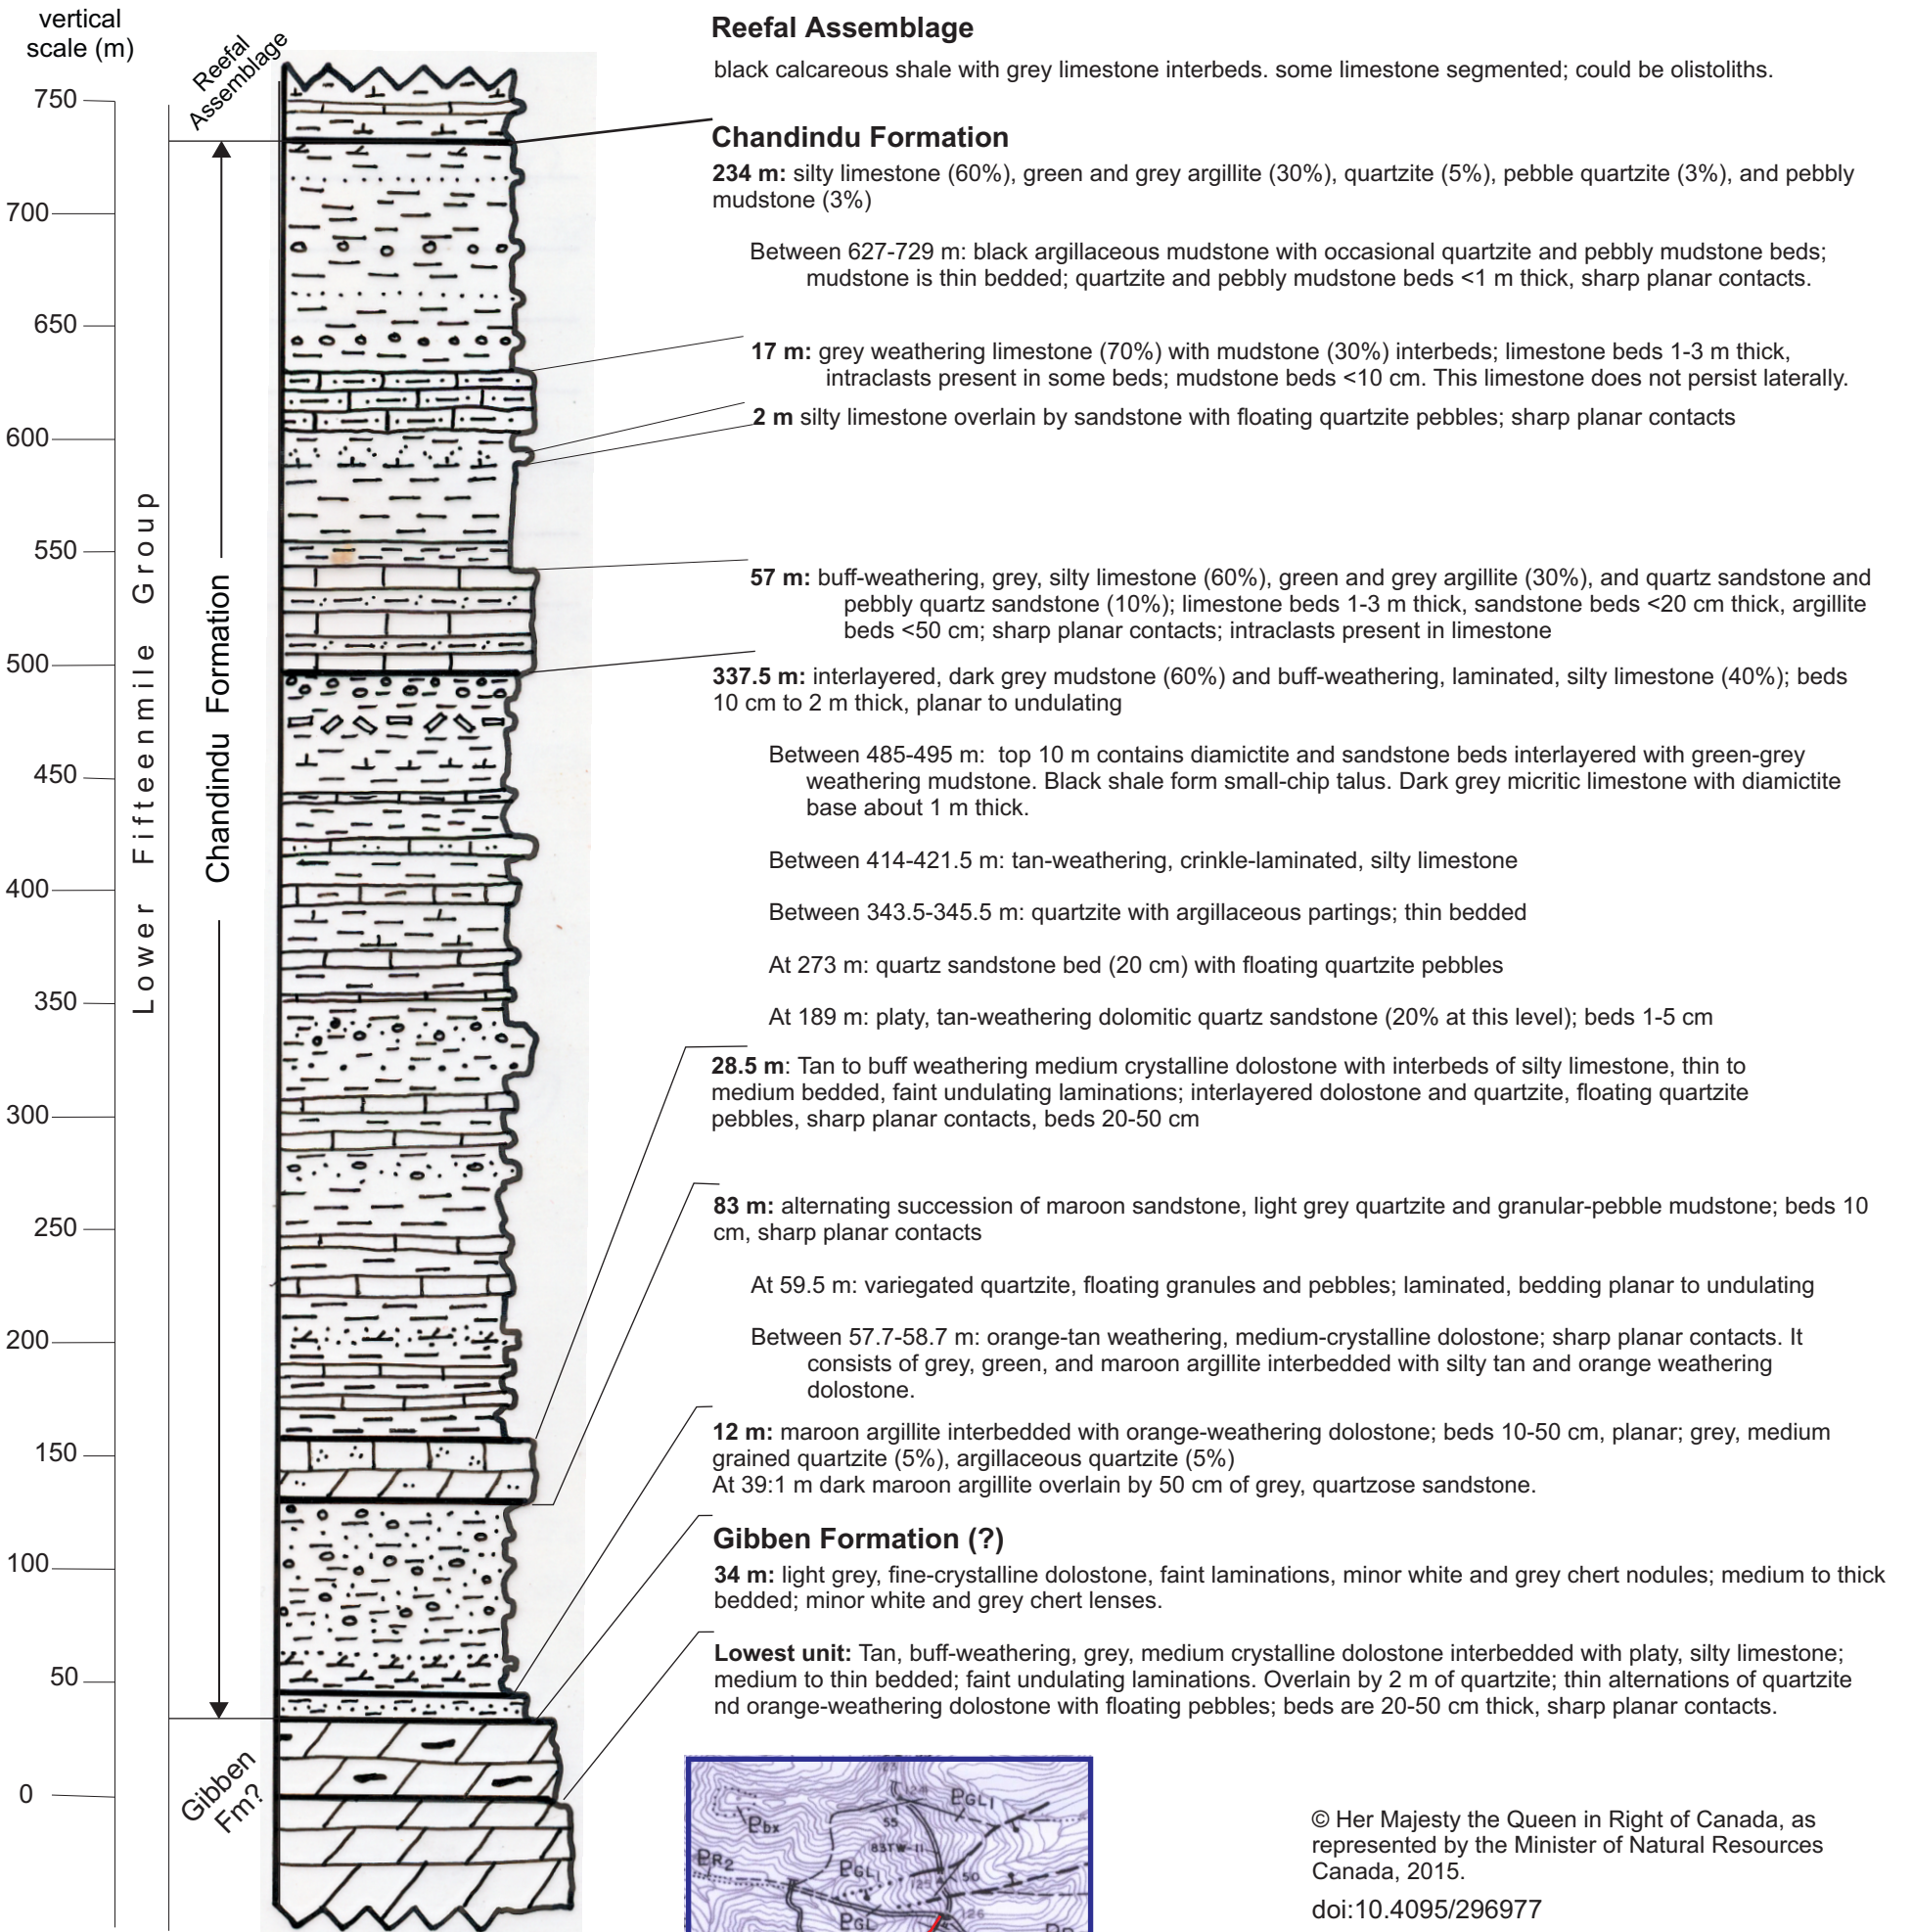 vertical
scale (m)
750
700
650
600
550
500
450
400
350
300
250
200
150
100
50
0
Lower Fifteenmile Group
Reefal
Assemblage
Chandindu Formation
Gibben
Fm?
Reefal Assemblage
black calcareous shale with grey limestone interbeds. some limestone segmented; could be olistoliths.
Chandindu Formation
234 m: silty limestone (60%), green and grey argillite (30%), quartzite (5%), pebble quartzite (3%), and pebbly
mudstone (3%)
Between 627-729 m: black argillaceous mudstone with occasional quartzite and pebbly mudstone beds;
mudstone is thin bedded; quartzite and pebbly mudstone beds <1 m thick, sharp planar contacts.
17 m: grey weathering limestone (70%) with mudstone (30%) interbeds; limestone beds 1-3 m thick,
intraclasts present in some beds; mudstone beds <10 cm. This limestone does not persist laterally.
2 m silty limestone overlain by sandstone with floating quartzite pebbles; sharp planar contacts
57 m: buff-weathering, grey, silty limestone (60%), green and grey argillite (30%), and quartz sandstone and
pebbly quartz sandstone (10%); limestone beds 1-3 m thick, sandstone beds <20 cm thick, argillite
beds <50 cm; sharp planar contacts; intraclasts present in limestone
337.5 m: interlayered, dark grey mudstone (60%) and buff-weathering, laminated, silty limestone (40%); beds
10 cm to 2 m thick, planar to undulating
Between 485-495 m: top 10 m contains diamictite and sandstone beds interlayered with green-grey
weathering mudstone. Black shale form small-chip talus. Dark grey micritic limestone with diamictite
base about 1 m thick.
Between 414-421.5 m: tan-weathering, crinkle-laminated, silty limestone
Between 343.5-345.5 m: quartzite with argillaceous partings; thin bedded
At 273 m: quartz sandstone bed (20 cm) with floating quartzite pebbles
At 189 m: platy, tan-weathering dolomitic quartz sandstone (20% at this level); beds 1-5 cm
28.5 m: Tan to buff weathering medium crystalline dolostone with interbeds of silty limestone, thin to
medium bedded, faint undulating laminations; interlayered dolostone and quartzite, floating quartzite
pebbles, sharp planar contacts, beds 20-50 cm
83 m: alternating succession of maroon sandstone, light grey quartzite and granular-pebble mudstone; beds 10
cm, sharp planar contacts
At 59.5 m: variegated quartzite, floating granules and pebbles; laminated, bedding planar to undulating
Between 57.7-58.7 m: orange-tan weathering, medium-crystalline dolostone; sharp planar contacts. It
consists of grey, green, and maroon argillite interbedded with silty tan and orange weathering
dolostone.
12 m: maroon argillite interbedded with orange-weathering dolostone; beds 10-50 cm, planar; grey, medium
grained quartzite (5%), argillaceous quartzite (5%)
At 39:1 m dark maroon argillite overlain by 50 cm of grey, quartzose sandstone.
Gibben Formation (?)
34 m: light grey, fine-crystalline dolostone, faint laminations, minor white and grey chert nodules; medium to thick
bedded; minor white and grey chert lenses.
Lowest unit: Tan, buff-weathering, grey, medium crystalline dolostone interbedded with platy, silty limestone;
medium to thin bedded; faint undulating laminations. Overlain by 2 m of quartzite; thin alternations of quartzite
nd orange-weathering dolostone with floating pebbles; beds are 20-50 cm thick, sharp planar contacts.
123
124
PGL1
Pbx
55
83TW-11
PR2
PGL1
125
50
PGL
126
© Her Majesty the Queen in Right of Canada, as
represented by the Minister of Natural Resources
Canada, 2015.
doi:10.4095/296977